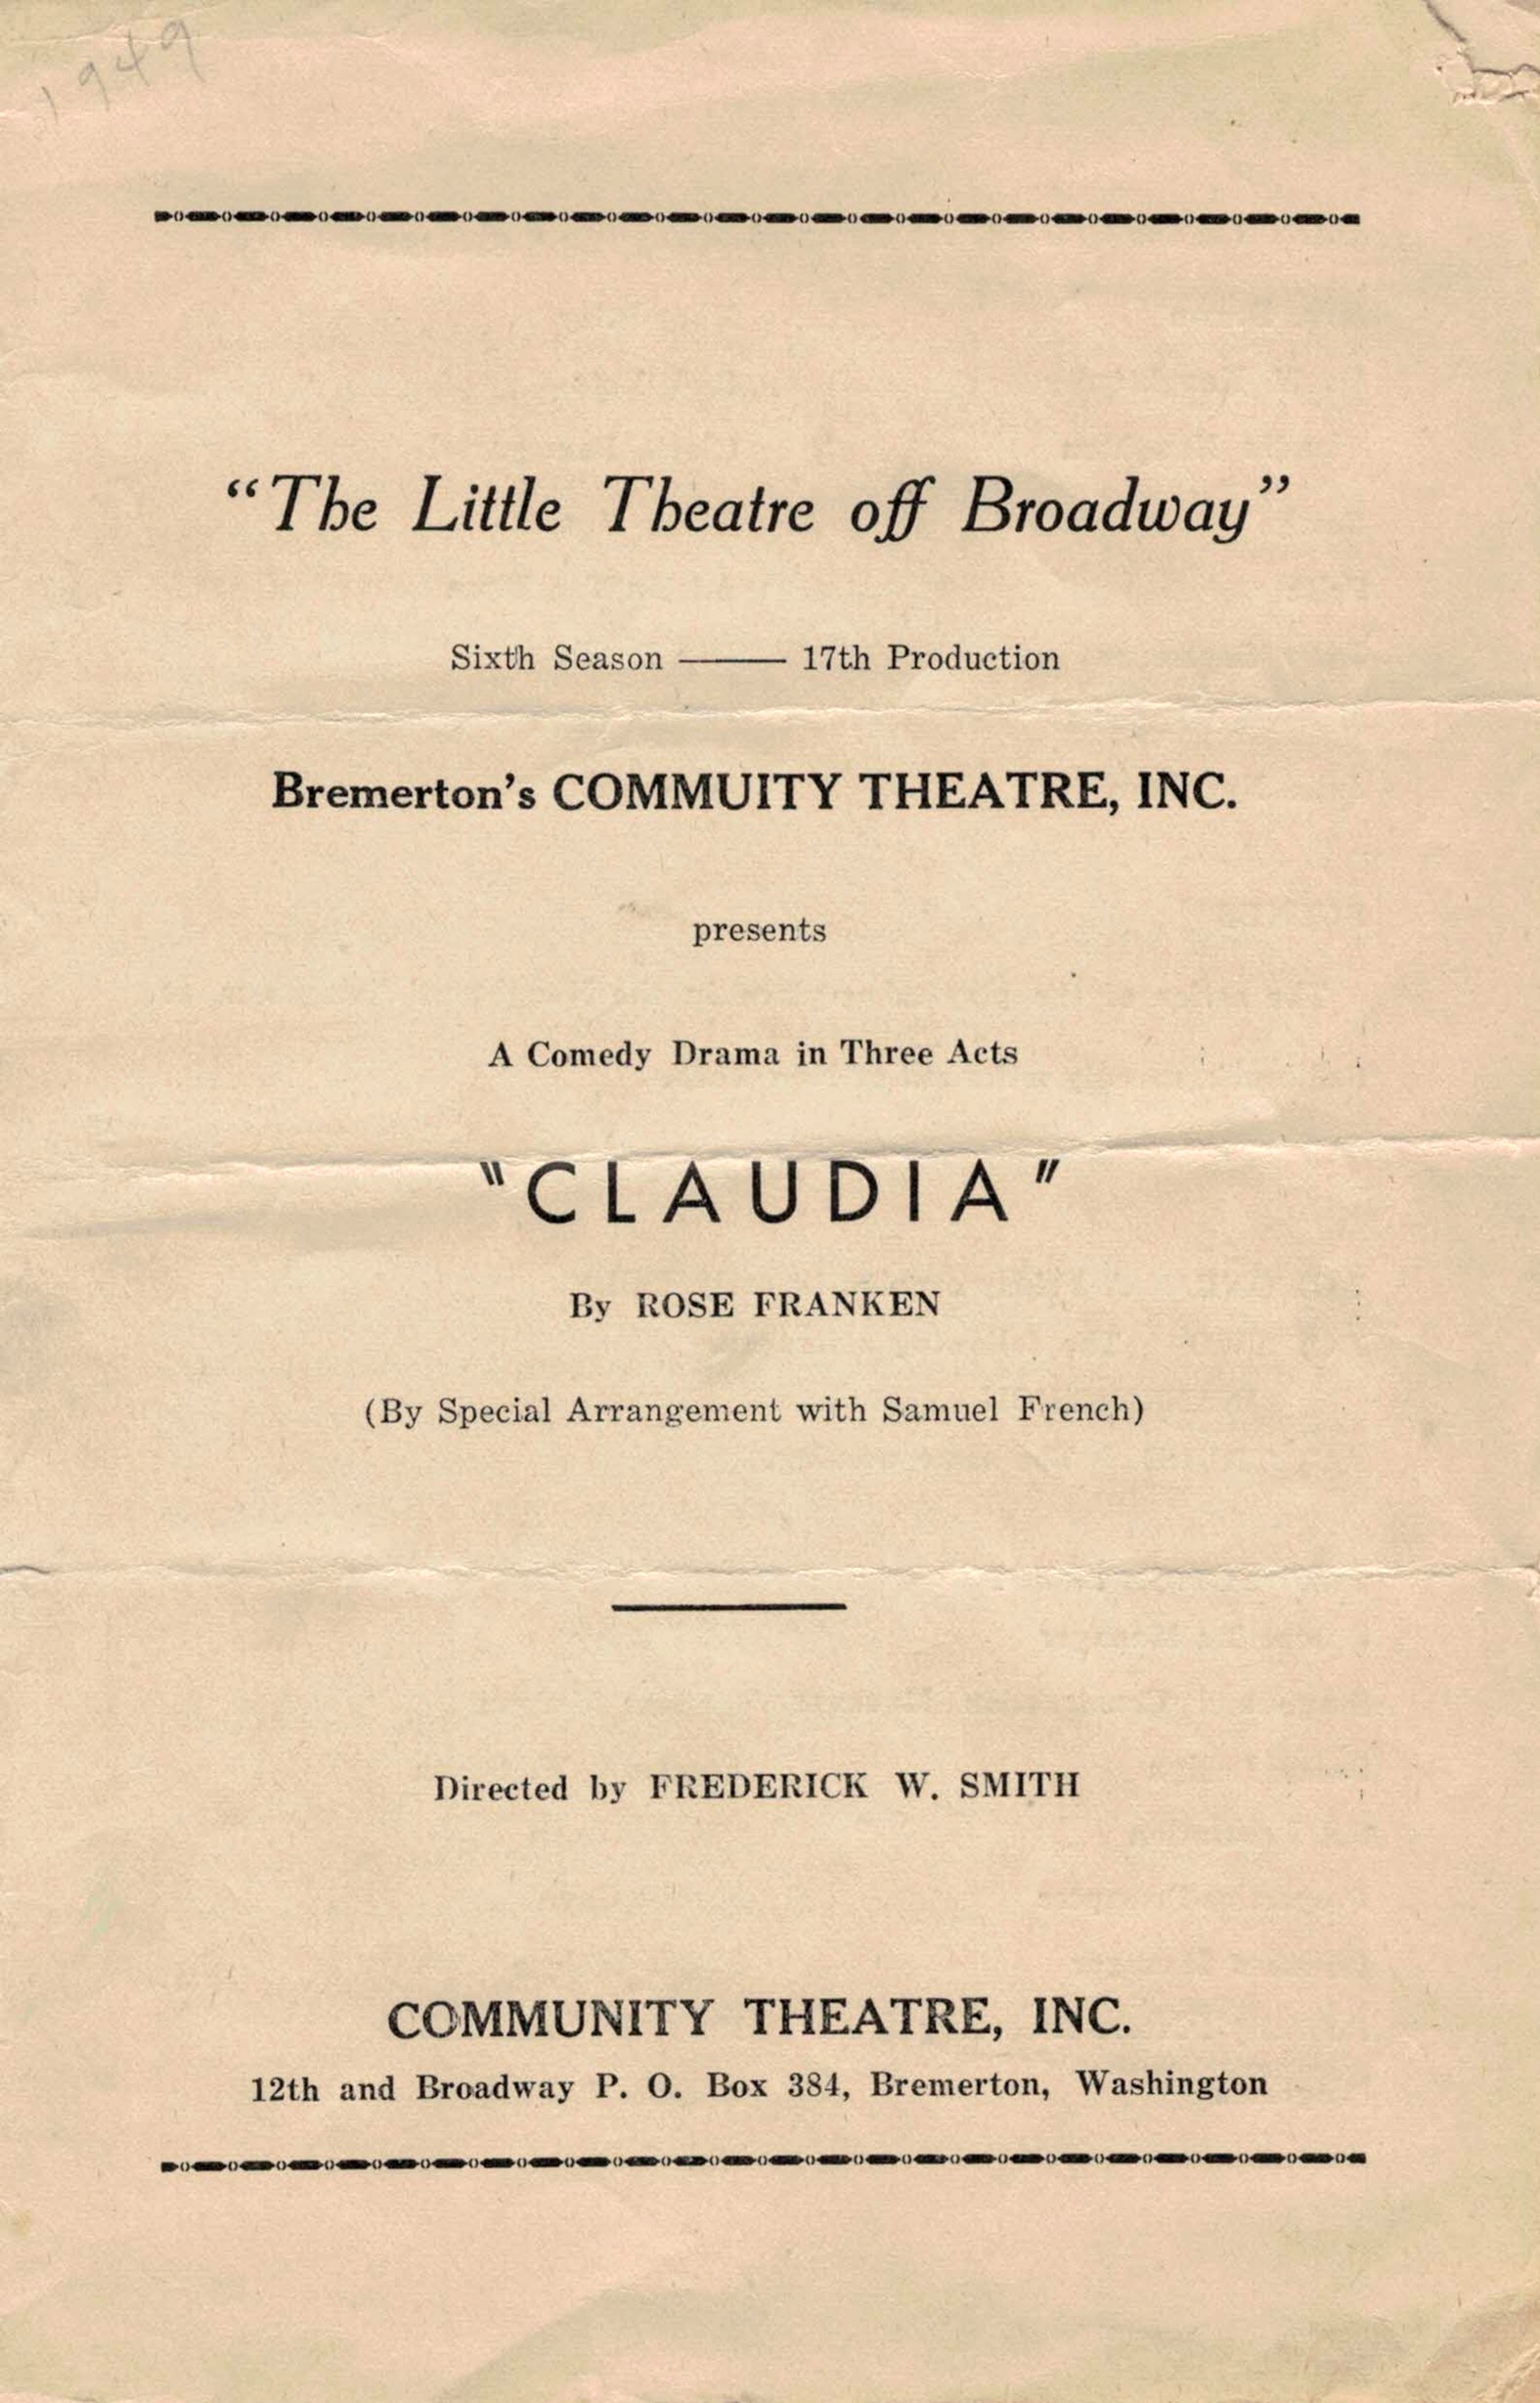 1949
“The Little Theatre off Broadway”
Sixth Season —— 17th Production
Bremerton’s COMMUITY THEATRE, INC.
presents
A Comedy Drama in Three Acts
"CLAUDIA"
By ROSE FRANKEN
(By Special Arrangement with Samuel French)
Directed by FREDERICK W. SMITH
COMMUNITY THEATRE, INC.
12th and Broadway P. O. Box 384, Bremerton, Washington